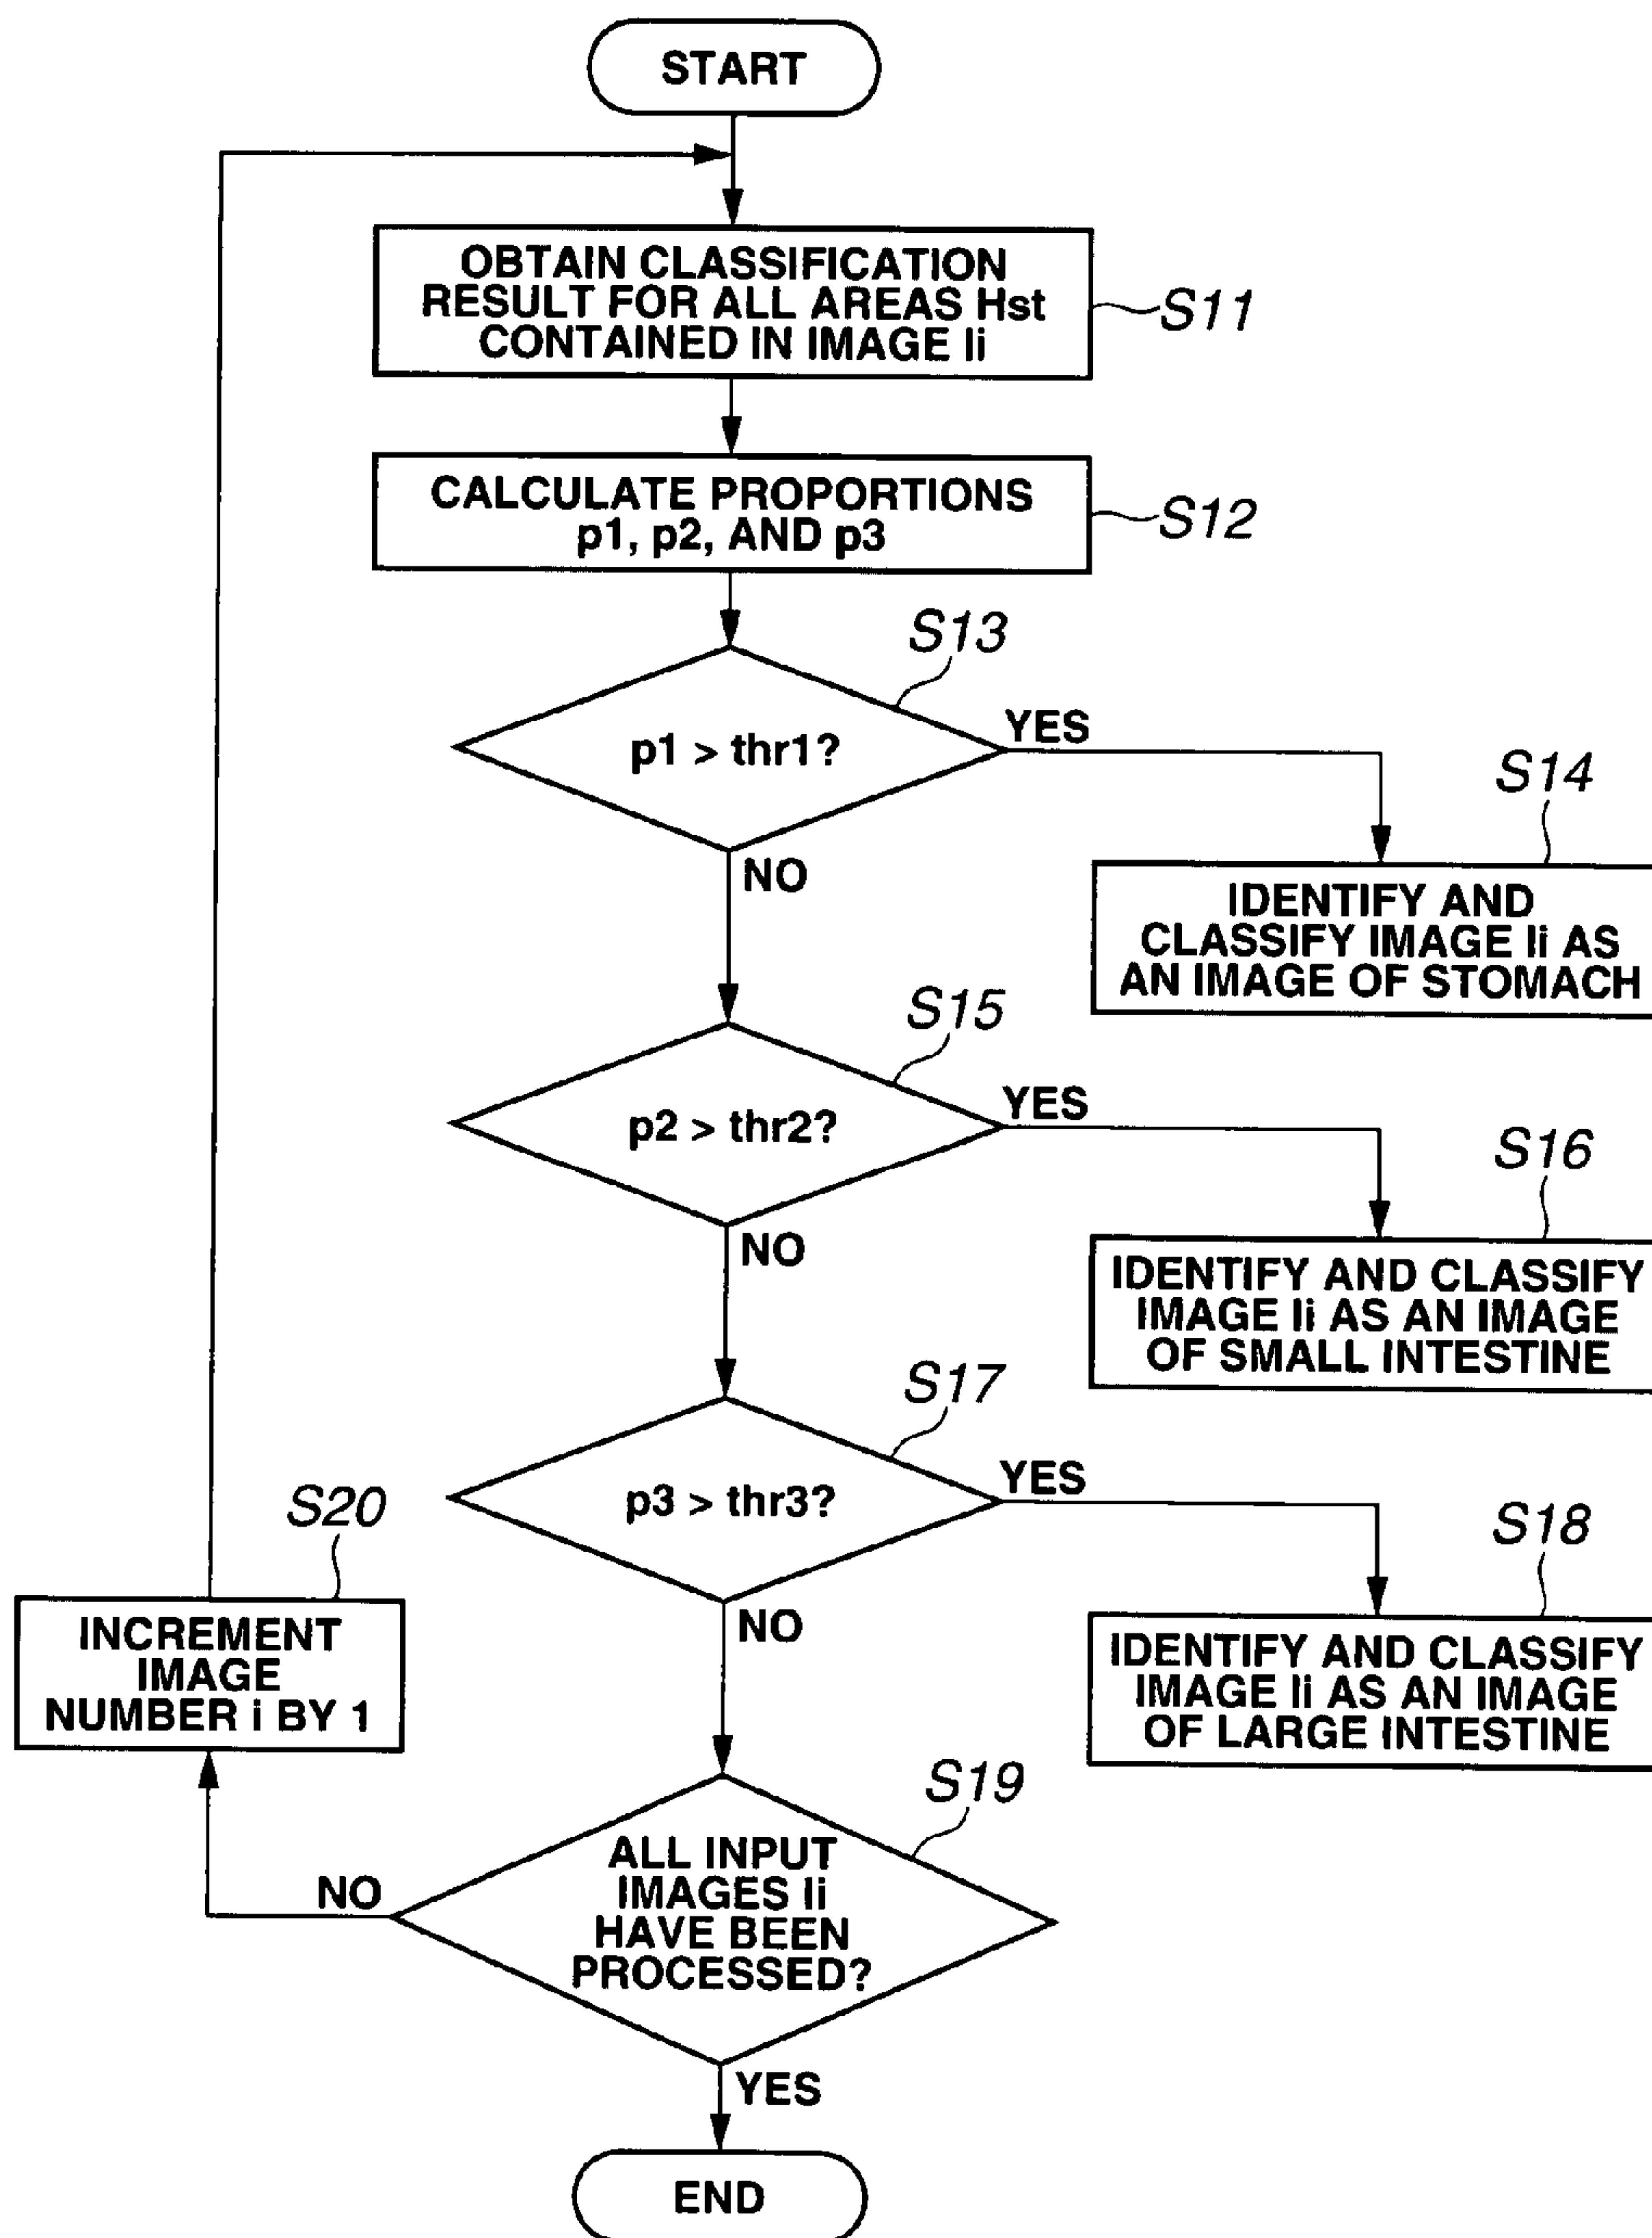 START
OBTAIN CLASSIFICATION
RESULT FOR ALL AREAS Hst
CONTAINED IN IMAGE Ii
S11
CALCULATE PROPORTIONS
p1, p2, AND p3
S12
S13
p1 > thr1?
YES
NO
S14
IDENTIFY AND
CLASSIFY IMAGE Ii AS
AN IMAGE OF STOMACH
S15
p2 > thr2?
YES
NO
S16
IDENTIFY AND CLASSIFY
IMAGE Ii AS AN IMAGE
OF SMALL INTESTINE
S17
p3 > thr3?
YES
NO
S18
IDENTIFY AND CLASSIFY
IMAGE Ii AS AN IMAGE
OF LARGE INTESTINE
S20
INCREMENT
IMAGE
NUMBER i BY 1
S19
ALL INPUT
IMAGES Ii
HAVE BEEN
PROCESSED?
NO
YES
END